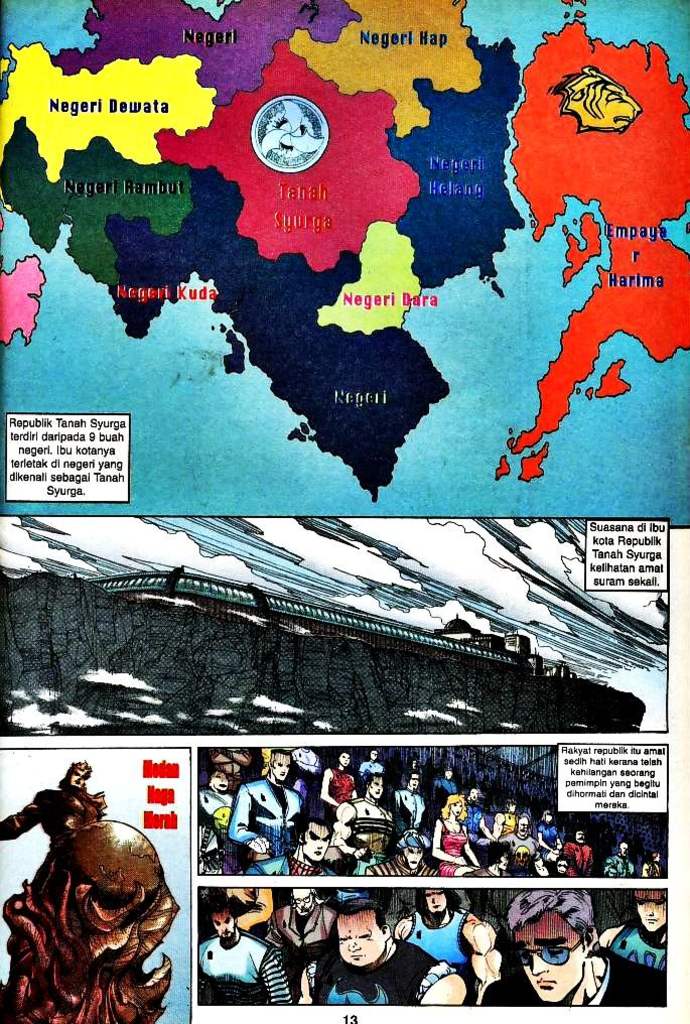 Negeri
Negeri Hap
Negeri Dewata
Negeri Rambut
Negeri
Helang
Tanah
Syurga
Empaya
r
Harima
Negeri Kuda
Negeri Dara
Negeri
Republik Tanah Syurga
terdiri daripada 9 buah
negeri. Ibu kotanya
terletak di negeri yang
dikenali sebagai Tanah
Syurga.
Suasana di ibu
kota Republik
Tanah Syurga
kelihatan amat
suram sekali.
Medan
Naga
Merah
Rakyat republik itu amat
sedih hati kerana telah
kehilangan seorang
pemimpin yang begitu
dihormati dan dicintai
mereka.
13